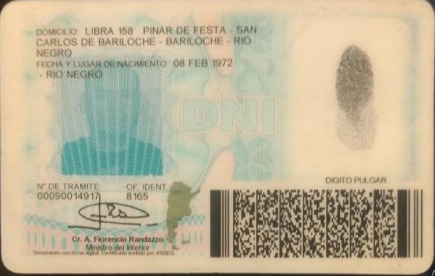 DOMICILIO: LIBRA 158 PINAR DE FESTA - SAN
CARLOS DE BARILOCHE - BARILOCHE - RIO
NEGRO
FECHA Y LUGAR DE NACIMIENTO: 08 FEB 1972
- RIO NEGRO
DNI
DIGITO PULGAR
Nº DE TRAMITE OF. IDENT.
00090014917 8165
Cr. A. Florencio Randazzo
Ministro del Interior
Documento con firma digital. Certificado emitido por ANSES.